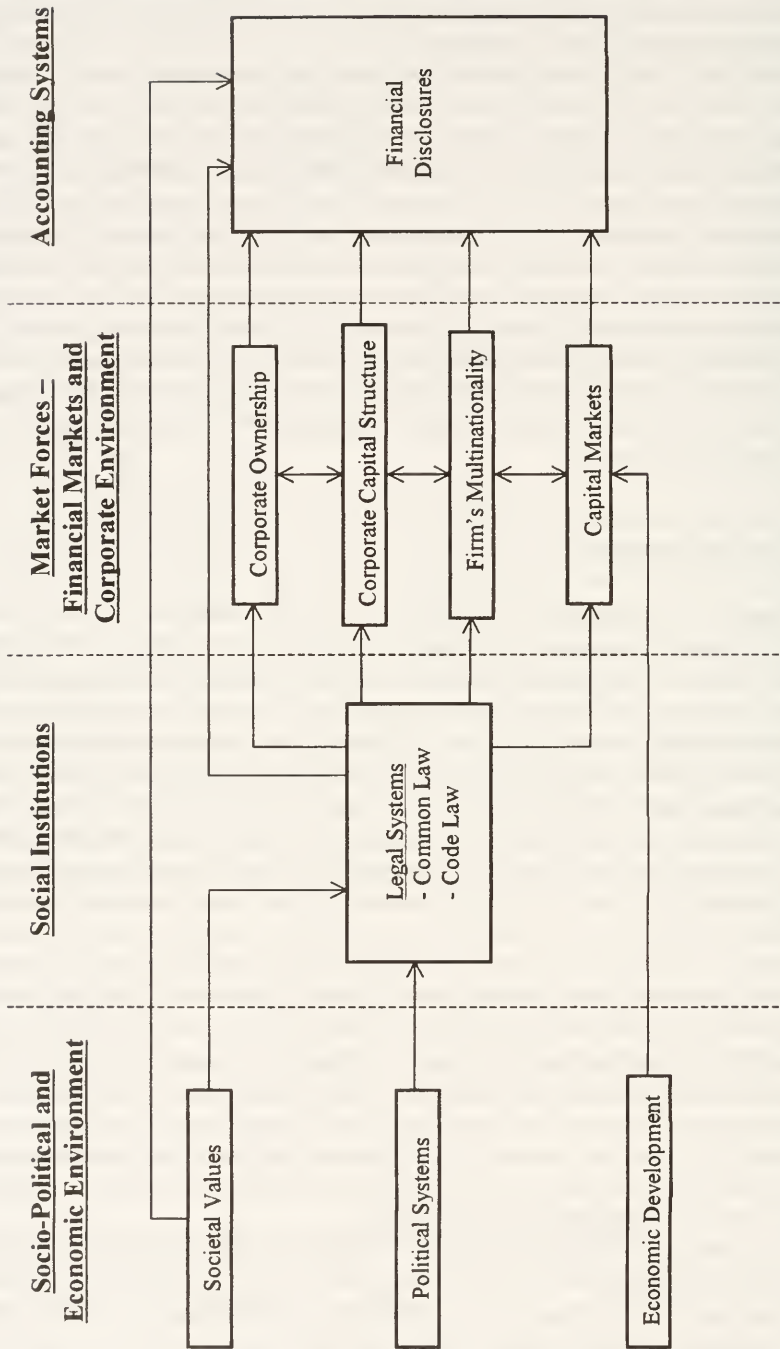 Socio-Political and
Economic Environment
Social Institutions
Market Forces –
Financial Markets and
Corporate Environment
Accounting Systems
Societal Values
Political Systems
Economic Development
Legal Systems
- Common Law
- Code Law
Corporate Ownership
Corporate Capital Structure
Firm's Multinationality
Capital Markets
Financial
Disclosures